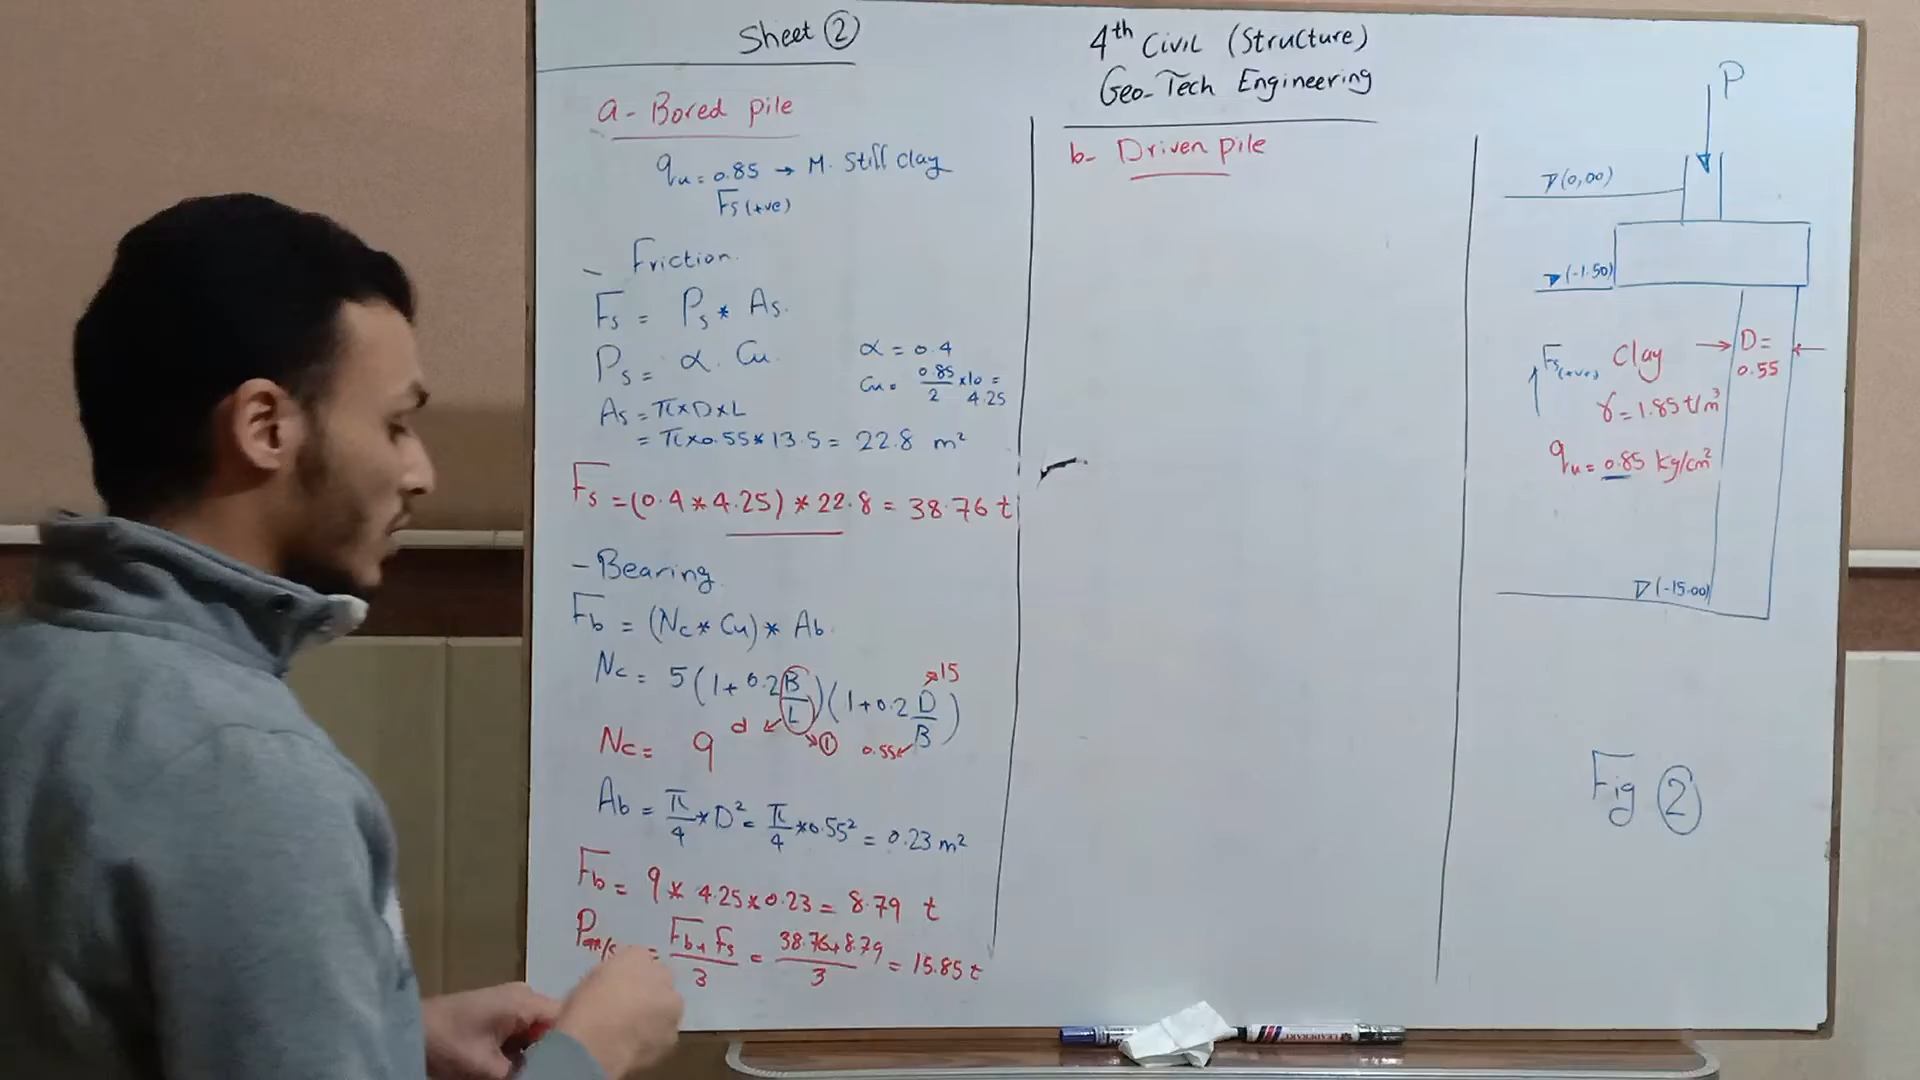 Sheet ②
4th Civil (Structure)
Geo-Tech Engineering
a- Bored pile
qu = 0.85 → M. Stiff clay
Fs (+ve)
- Friction.
Fs = Ps * As.
Ps = α. Cu.
α = 0.4
Cu = 0.85/2 x10 = 4.25
As = π×D×L
= π×0.55*13.5 = 22.8 m²
Fs = (0.4*4.25)*22.8 = 38.76 t
- Bearing.
Fb = (Nc* Cu)* Ab.
Nc = 5(1+0.2 B/L)(1+0.2 D/B)
15
d
①
0.55
Nc = 9
Ab = π/4*D² = π/4*0.55² = 0.23 m²
Fb = 9* 4.25*0.23 = 8.79 t
= Fb+Fs/3 = 38.76+8.79/3 = 15.85 t
b- Driven pile
P
(0,00)
(-1.50)
Fs(+ve)
Clay
D=
0.55
γ = 1.85 t/m³
qu = 0.85 kg/cm²
(-15.00)
Fig ②